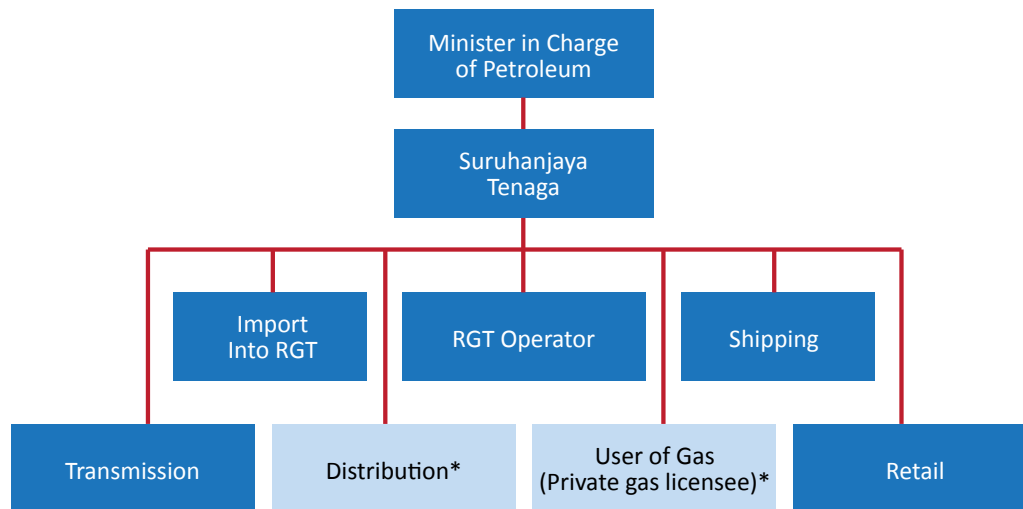 Minister in Charge
of Petroleum
Suruhanjaya
Tenaga
Import
Into RGT
RGT Operator
Shipping
Transmission
Distribution*
User of Gas
(Private gas licensee)*
Retail